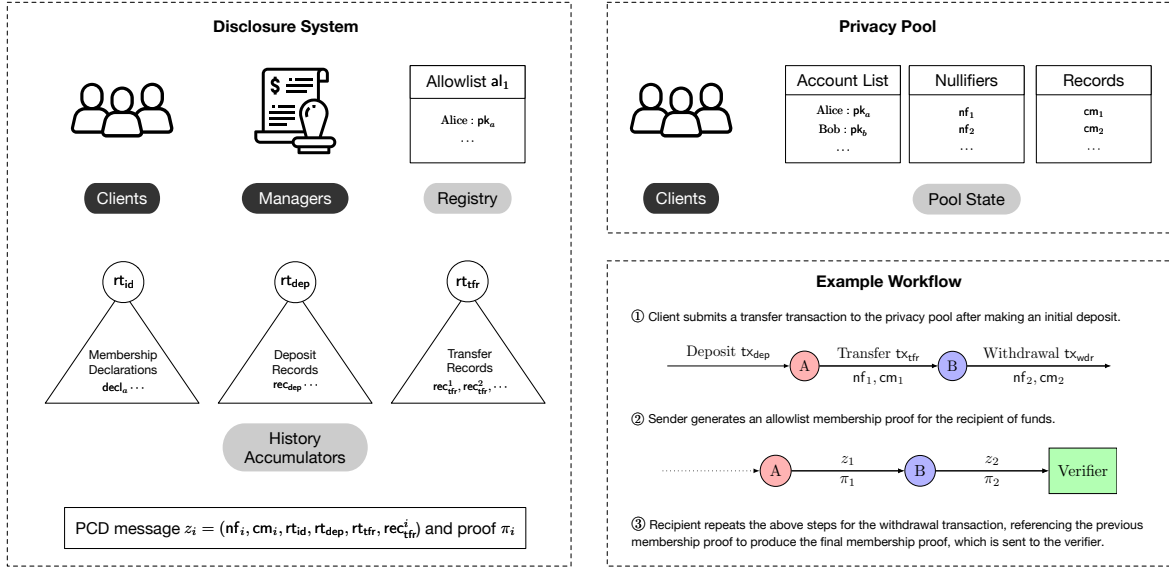 Disclosure System
$
Allowlist al₁
Alice : pkₐ
...
Clients
Managers
Registry
rt_id
rt_dep
rt_tfr
Membership
Declarations
declₐ ...
Deposit
Records
rec_dep ...
Transfer
Records
rec¹_tfr, rec²_tfr, ...
History
Accumulators
PCD message zᵢ = (nfᵢ, cmᵢ, rt_id, rt_dep, rt_tfr, recⁱ_tfr) and proof πᵢ
Privacy Pool
Account List
Alice : pkₐ
Bob : pk_b
...
Nullifiers
nf₁
nf₂
...
Records
cm₁
cm₂
...
Clients
Pool State
Example Workflow
① Client submits a transfer transaction to the privacy pool after making an initial deposit.
Deposit tx_dep
A
Transfer tx_tfr
nf₁, cm₁
B
Withdrawal tx_wdr
nf₂, cm₂
② Sender generates an allowlist membership proof for the recipient of funds.
A
z₁
π₁
B
z₂
π₂
Verifier
③ Recipient repeats the above steps for the withdrawal transaction, referencing the previous
membership proof to produce the final membership proof, which is sent to the verifier.